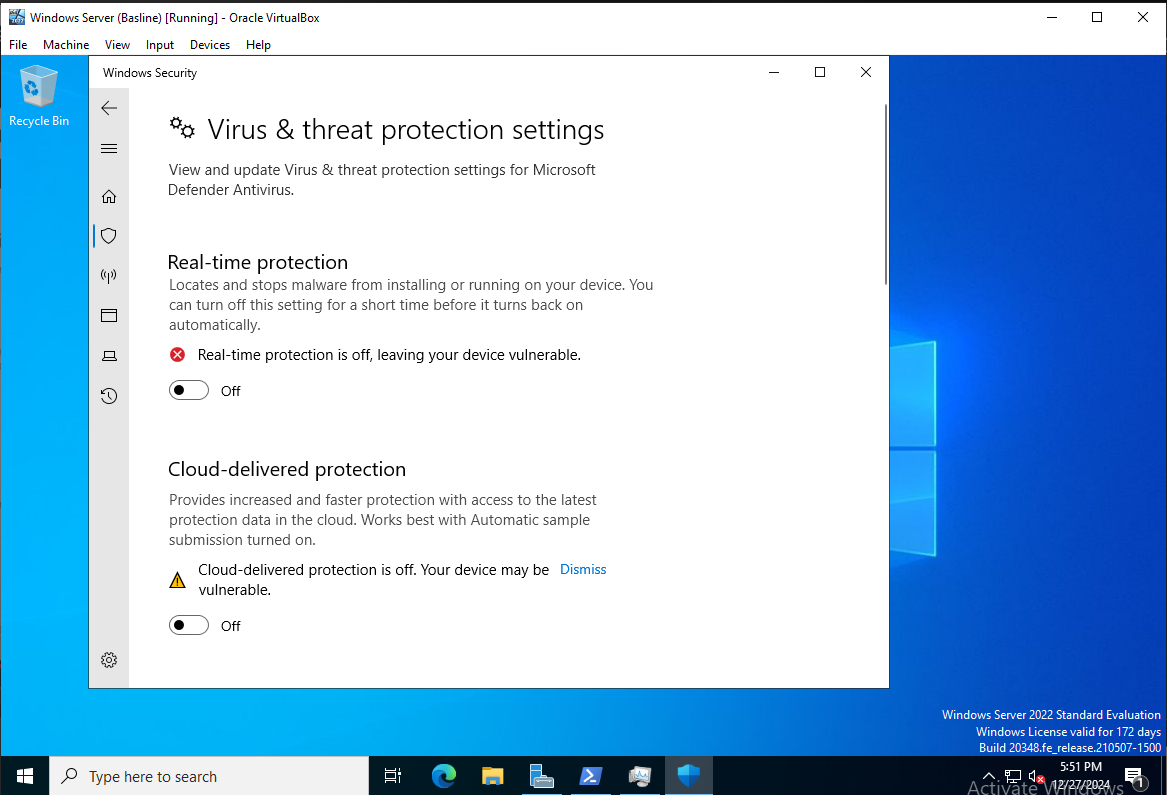 Windows Server (Basline) [Running] - Oracle VirtualBox
File Machine View Input Devices Help
Windows Security
Recycle Bin
Virus & threat protection settings
View and update Virus & threat protection settings for Microsoft
Defender Antivirus.
Real-time protection
Locates and stops malware from installing or running on your device. You
can turn off this setting for a short time before it turns back on
automatically.
Real-time protection is off, leaving your device vulnerable.
Off
Cloud-delivered protection
Provides increased and faster protection with access to the latest
protection data in the cloud. Works best with Automatic sample
submission turned on.
Cloud-delivered protection is off. Your device may be Dismiss
vulnerable.
Off
Windows Server 2022 Standard Evaluation
Windows License valid for 172 days
Build 20348.fe_release.210507-1500
Type here to search
5:51 PM
12/27/2024
Activate Windows
1